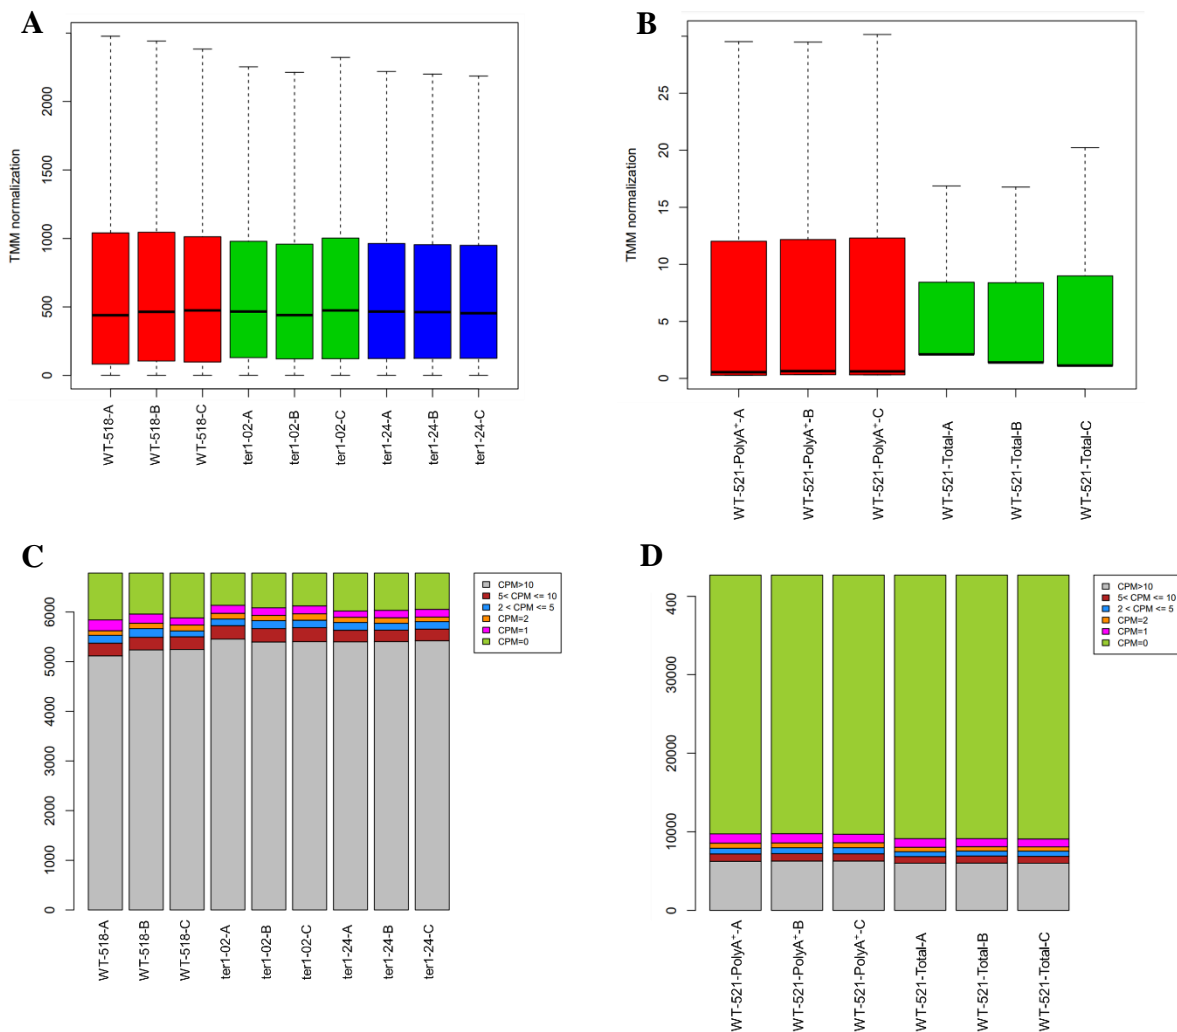 A
TMM normalization
2000
1500
1000
500
0
WT-518-A
WT-518-B
WT-518-C
ter1-02-A
ter1-02-B
ter1-02-C
ter1-24-A
ter1-24-B
ter1-24-C
B
TMM normalization
25
20
15
10
5
0
WT-521-PolyA⁺-A
WT-521-PolyA⁺-B
WT-521-PolyA⁺-C
WT-521-Total-A
WT-521-Total-B
WT-521-Total-C
C
6000
5000
4000
3000
2000
1000
0
CPM>10
5< CPM <= 10
2 < CPM <= 5
CPM=2
CPM=1
CPM=0
WT-518-A
WT-518-B
WT-518-C
ter1-02-A
ter1-02-B
ter1-02-C
ter1-24-A
ter1-24-B
ter1-24-C
D
400
30000
20000
10000
0
CPM>10
5< CPM <= 10
2 < CPM <= 5
CPM=2
CPM=1
CPM=0
WT-521-PolyA⁺-A
WT-521-PolyA⁺-B
WT-521-PolyA⁺-C
WT-521-Total-A
WT-521-Total-B
WT-521-Total-C